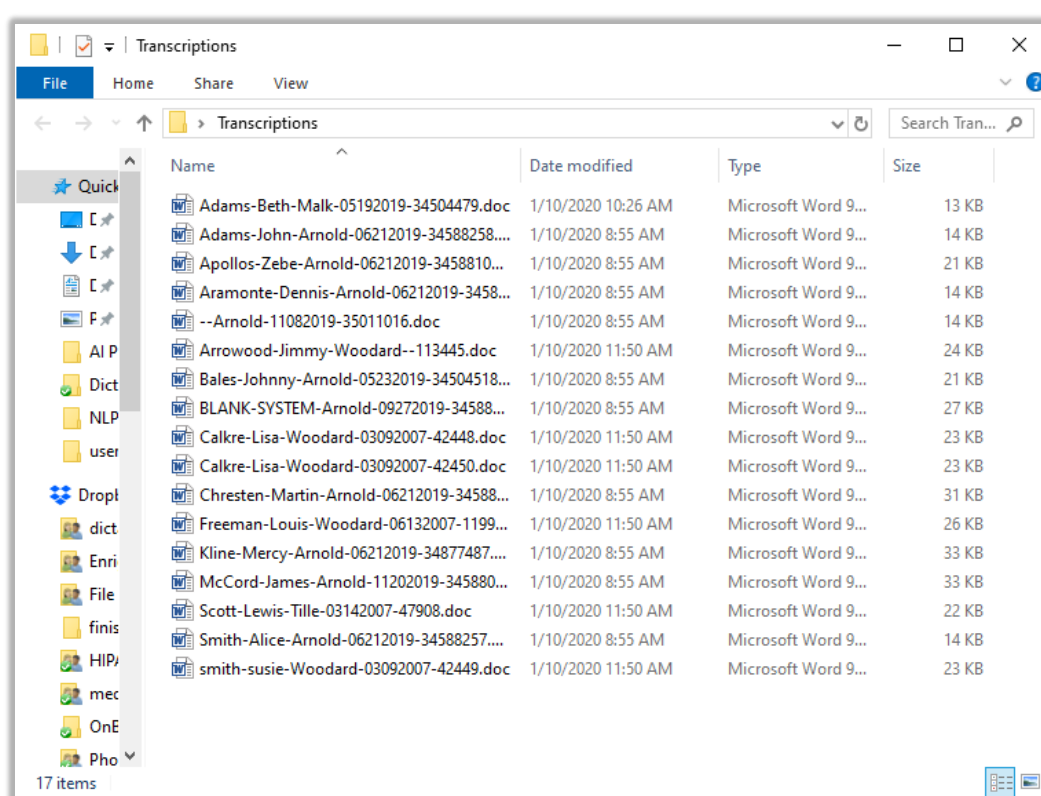 Transcriptions
File Home Share View
Transcriptions Search Tran...
Name Date modified Type Size
Quick
Adams-Beth-Malk-05192019-34504479.doc 1/10/2020 10:26 AM Microsoft Word 9... 13 KB
Adams-John-Arnold-06212019-34588258.... 1/10/2020 8:55 AM Microsoft Word 9... 14 KB
Apollos-Zebe-Arnold-06212019-3458810... 1/10/2020 8:55 AM Microsoft Word 9... 21 KB
Aramonte-Dennis-Arnold-06212019-3458... 1/10/2020 8:55 AM Microsoft Word 9... 14 KB
--Arnold-11082019-35011016.doc 1/10/2020 8:55 AM Microsoft Word 9... 14 KB
AI P Arrowood-Jimmy-Woodard--113445.doc 1/10/2020 11:50 AM Microsoft Word 9... 24 KB
Dict Bales-Johnny-Arnold-05232019-34504518... 1/10/2020 8:55 AM Microsoft Word 9... 21 KB
NLP BLANK-SYSTEM-Arnold-09272019-34588... 1/10/2020 8:55 AM Microsoft Word 9... 27 KB
user Calkre-Lisa-Woodard-03092007-42448.doc 1/10/2020 11:50 AM Microsoft Word 9... 23 KB
Calkre-Lisa-Woodard-03092007-42450.doc 1/10/2020 11:50 AM Microsoft Word 9... 23 KB
Chresten-Martin-Arnold-06212019-34588... 1/10/2020 8:55 AM Microsoft Word 9... 31 KB
dict Freeman-Louis-Woodard-06132007-1199... 1/10/2020 11:50 AM Microsoft Word 9... 26 KB
Enri Kline-Mercy-Arnold-06212019-34877487.... 1/10/2020 8:55 AM Microsoft Word 9... 33 KB
File McCord-James-Arnold-11202019-345880... 1/10/2020 8:55 AM Microsoft Word 9... 33 KB
finis Scott-Lewis-Tille-03142007-47908.doc 1/10/2020 11:50 AM Microsoft Word 9... 22 KB
Smith-Alice-Arnold-06212019-34588257.... 1/10/2020 8:55 AM Microsoft Word 9... 14 KB
smith-susie-Woodard-03092007-42449.doc 1/10/2020 11:50 AM Microsoft Word 9... 23 KB
med
OnE
Pho
17 items